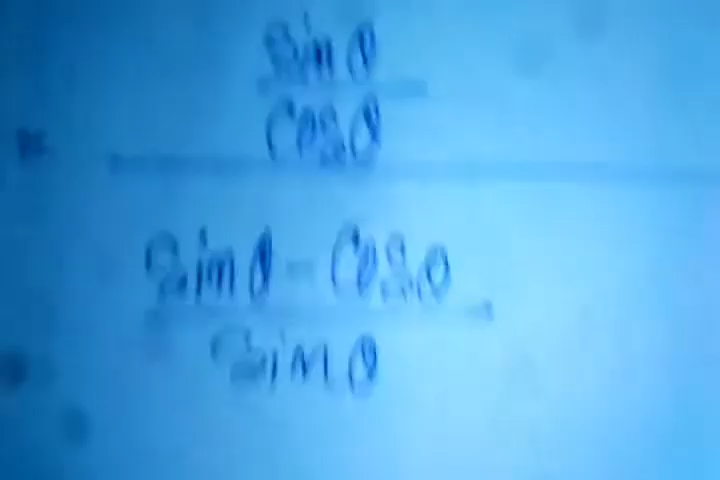 sin θ
cos θ
sin θ - cos θ
sin θ